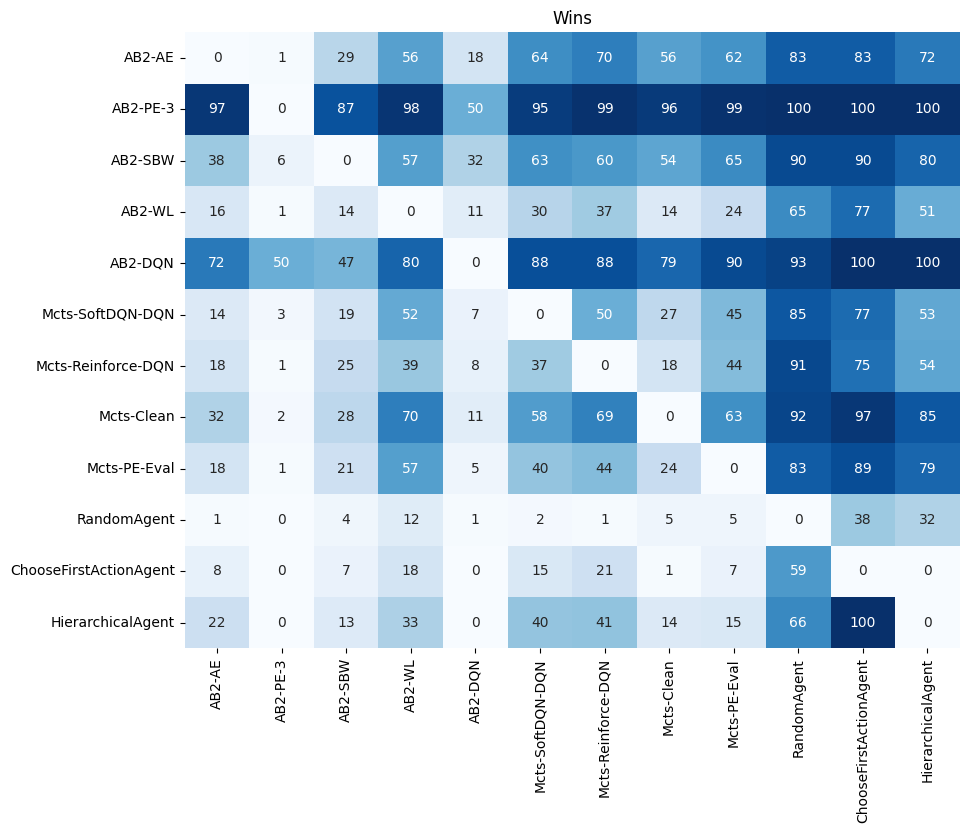 Wins
AB2-AE 0 1 29 56 18 64 70 56 62 83 83 72
AB2-PE-3 97 0 87 98 50 95 99 96 99 100 100 100
AB2-SBW 38 6 0 57 32 63 60 54 65 90 90 80
AB2-WL 16 1 14 0 11 30 37 14 24 65 77 51
AB2-DQN 72 50 47 80 0 88 88 79 90 93 100 100
Mcts-SoftDQN-DQN 14 3 19 52 7 0 50 27 45 85 77 53
Mcts-Reinforce-DQN 18 1 25 39 8 37 0 18 44 91 75 54
Mcts-Clean 32 2 28 70 11 58 69 0 63 92 97 85
Mcts-PE-Eval 18 1 21 57 5 40 44 24 0 83 89 79
RandomAgent 1 0 4 12 1 2 1 5 5 0 38 32
ChooseFirstActionAgent 8 0 7 18 0 15 21 1 7 59 0 0
HierarchicalAgent 22 0 13 33 0 40 41 14 15 66 100 0
AB2-AE
AB2-PE-3
AB2-SBW
AB2-WL
AB2-DQN
Mcts-SoftDQN-DQN
Mcts-Reinforce-DQN
Mcts-Clean
Mcts-PE-Eval
RandomAgent
ChooseFirstActionAgent
HierarchicalAgent